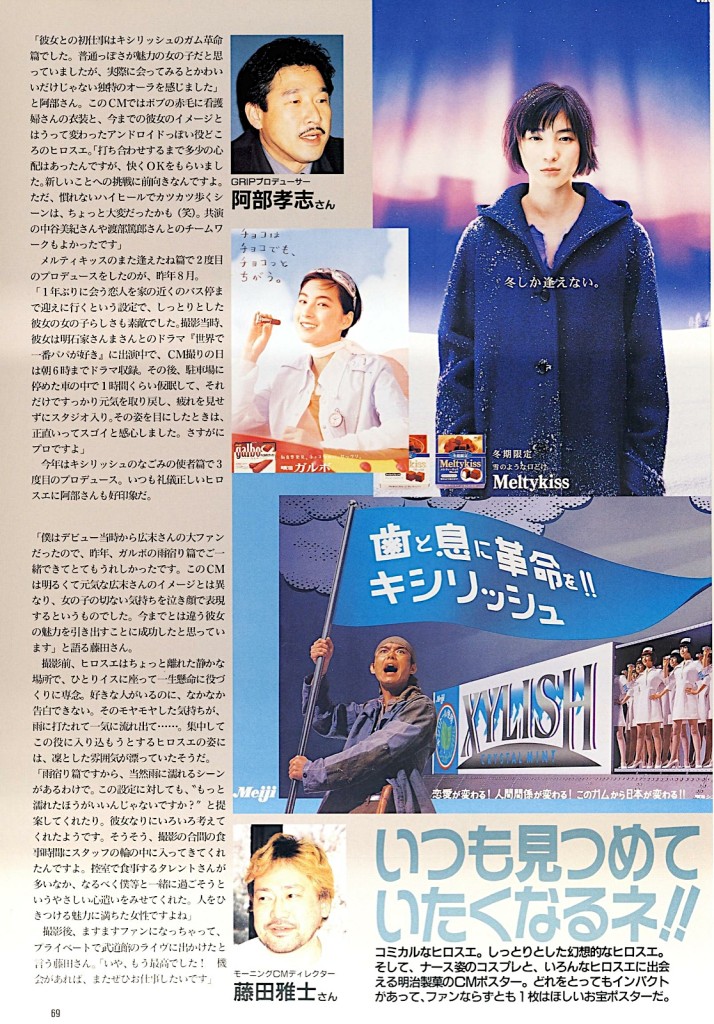 「彼女との初仕事はキシリッシュのガム革命
篇でした。普通っぽさが魅力の女の子だと思
っていましたが、実際に会ってみるとかわい
いだけじゃない独特のオーラを感じました」
と阿部さん。このCMではボブの赤毛に看護
婦さんの衣装と、今までの彼女のイメージと
はうって変わったアンドロイドっぽい役どこ
ろのヒロスエ。「打ち合わせするまで多少の心
配はあったんですが、快くOKをもらいまし
た。新しいことへの挑戦に前向きなんですよ。
ただ、慣れないハイヒールでカツカツ歩くシ
ーンは、ちょっと大変だったかも(笑)。共演
の中谷美紀さんや渡部篤郎さんとのチームワ
ークもよかったです」
メルティキッスのまた逢えたね篇で2度目
のプロデュースをしたのが、昨年8月。
「1年ぶりに会う恋人を家の近くのバス停ま
で迎えに行くという設定で、しっとりとした
彼女の女の子らしさも素敵でした。撮影当時、
彼女は明石家さんまさんとのドラマ『世界で
一番パパが好き』に出演中で、CM撮りの日
は朝6時までドラマ収録。その後、駐車場に
停めた車の中で1時間くらい仮眠して、それ
だけですっかり元気を取り戻し、疲れを見
せずにスタジオ入り。その姿を目にしたときは、
正直いってスゴイと感心しました。さすがに
プロですよ」
今年はキシリッシュのなごみの使者篇で3
度目のプロデュース。いつも礼儀正しいヒロ
スエに阿部さんも好印象だ。
「僕はデビュー当時から広末さんの大ファン
だったので、昨年、ガルボの雨宿り篇でご一
緒できてとてもうれしかったです。このCM
は明るくて元気な広末さんのイメージとは異
なり、女の子の切ない気持ちを泣き顔で表現
するというものでした。今までとは違う彼女
の魅力を引き出すことに成功したと思ってい
ます」と語る藤田さん。
撮影前、ヒロスエはちょっと離れた静かな
場所で、ひとりイスに座って一生懸命に役づ
くりに専念。好きな人がいるのに、なかなか
告白できない。そのモヤモヤした気持ちが、
雨に打たれて一気に流れ出て……。集中して
この役に入り込もうとするヒロスエの姿に
は、凛とした雰囲気が漂っていたそうだ。
「雨宿り篇ですから、当然雨に濡れるシーン
があるわけで。この設定に対しても、〝もっと
濡れたほうがいいんじゃないですか?〟と提
案してくれたり。彼女なりにいろいろ考えて
くれたようです。そうそう、撮影の合間の食
事時間にスタッフの輪の中に入ってきてくれ
たんですよ。控室で食事するタレントさんが
多いなか、なるべく僕等と一緒に過ごそうと
いうやさしい心遣いをみせてくれた。人をひ
きつける魅力に満ちた女性ですよね」
撮影後、ますますファンになっちゃって、
プライベートで武道館のライヴに出かけたと
言う藤田さん。「いや、もう最高でした! 機
会があれば、またぜひお仕事したいです」
69
GRIPプロデューサー
阿部孝志さん
チョコは
チョコでも、
チョコっと
ちがう。
galbo
明治
ガルボ
冬しか逢えない。
Meltykiss
冬期限定
雪のような口どけ
Meltykiss
歯と息に革命を!!
キシリッシュ
Meiji
XYLISH
CRYSTAL MINT
Meiji
恋愛が変わる!人間関係が変わる!このガムから日本が変わる!!
モーニングCMディレクター
藤田雅士さん
いつも見つめて
いたくなるネ!!
コミカルなヒロスエ。しっとりとした幻想的なヒロスエ。
そして、ナース姿のコスプレと、いろんなヒロスエに出会
える明治製菓のCMポスター。どれをとってもインパクト
があって、ファンならずとも1枚はほしいお宝ポスターだ。